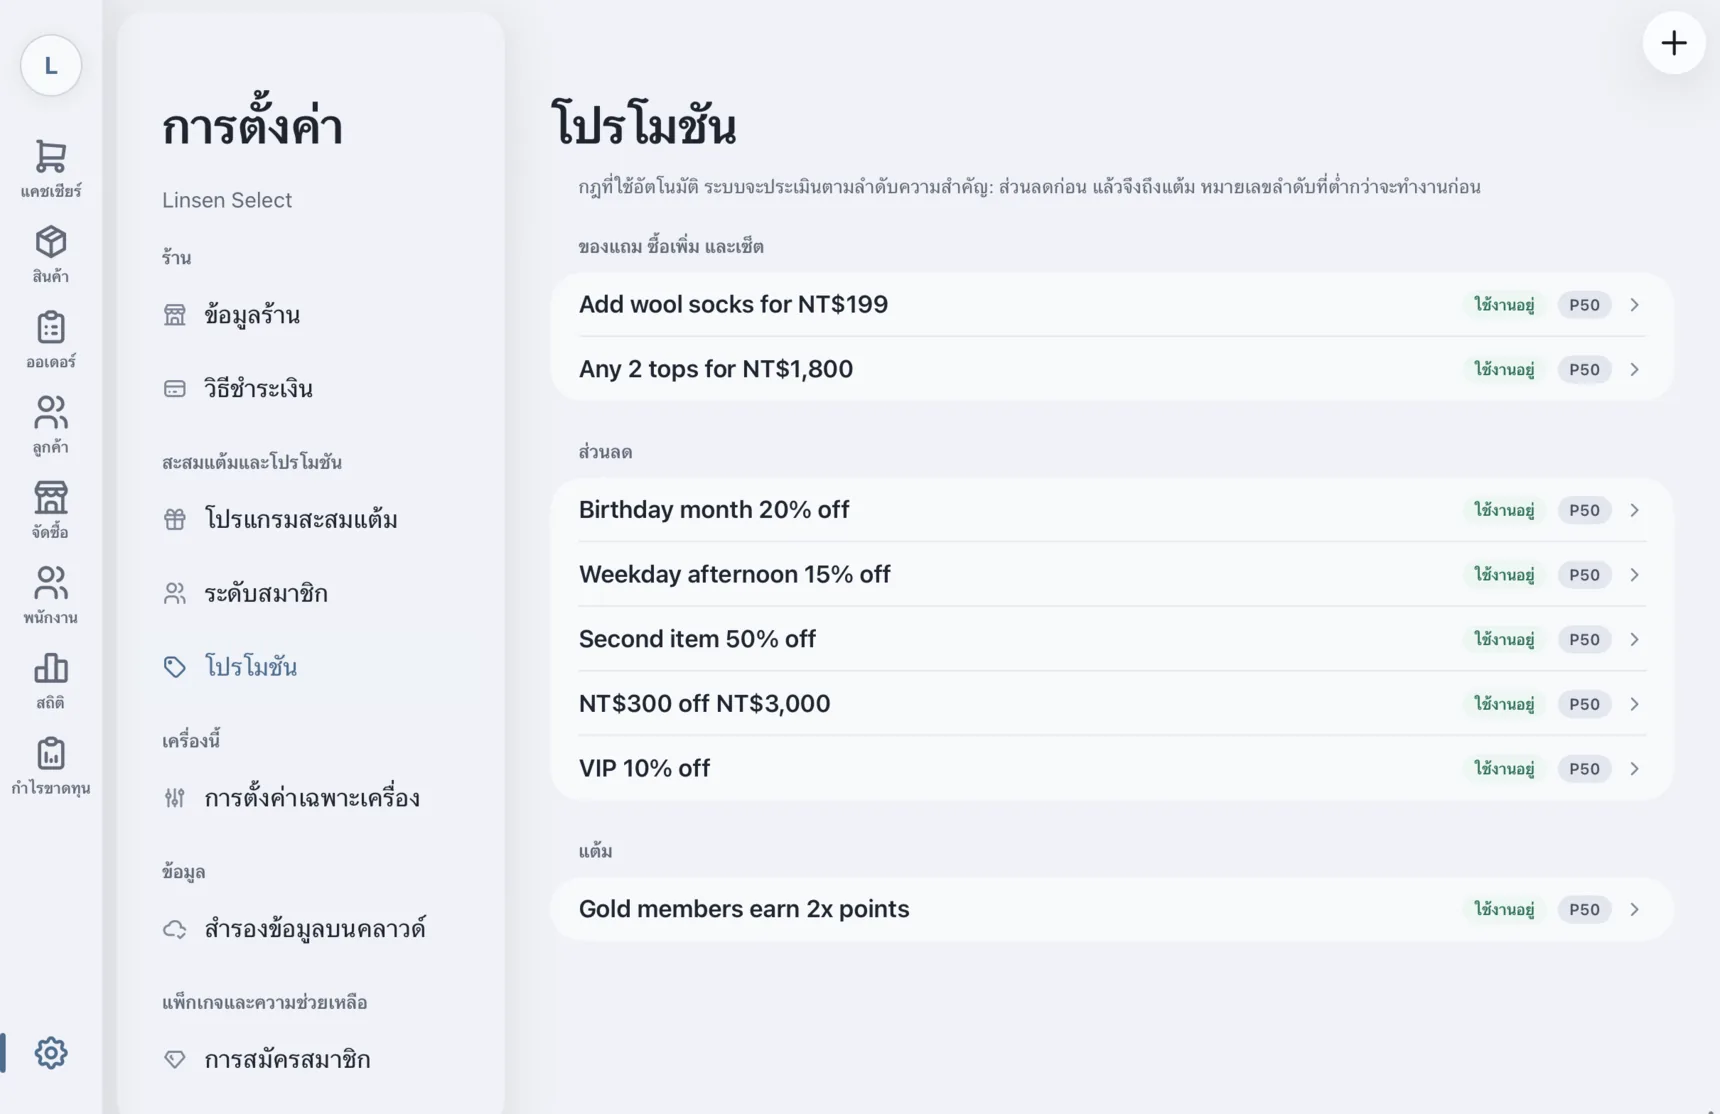 L
แคชเชียร์
สินค้า
ออเดอร์
ลูกค้า
จัดซื้อ
พนักงาน
สถิติ
กำไรขาดทุน
การตั้งค่า
Linsen Select
ร้าน
ข้อมูลร้าน
วิธีชำระเงิน
สะสมแต้มและโปรโมชัน
โปรแกรมสะสมแต้ม
ระดับสมาชิก
โปรโมชัน
เครื่องนี้
การตั้งค่าเฉพาะเครื่อง
ข้อมูล
สำรองข้อมูลบนคลาวด์
แพ็กเกจและความช่วยเหลือ
การสมัครสมาชิก
โปรโมชัน
กฎที่ใช้อัตโนมัติ ระบบจะประเมินตามลำดับความสำคัญ: ส่วนลดก่อน แล้วจึงถึงแต้ม หมายเลขลำดับที่ต่ำกว่าจะทำงานก่อน
ของแถม ซื้อเพิ่ม และเซ็ต
Add wool socks for NT$199 ใช้งานอยู่ P50
Any 2 tops for NT$1,800 ใช้งานอยู่ P50
ส่วนลด
Birthday month 20% off ใช้งานอยู่ P50
Weekday afternoon 15% off ใช้งานอยู่ P50
Second item 50% off ใช้งานอยู่ P50
NT$300 off NT$3,000 ใช้งานอยู่ P50
VIP 10% off ใช้งานอยู่ P50
แต้ม
Gold members earn 2x points ใช้งานอยู่ P50